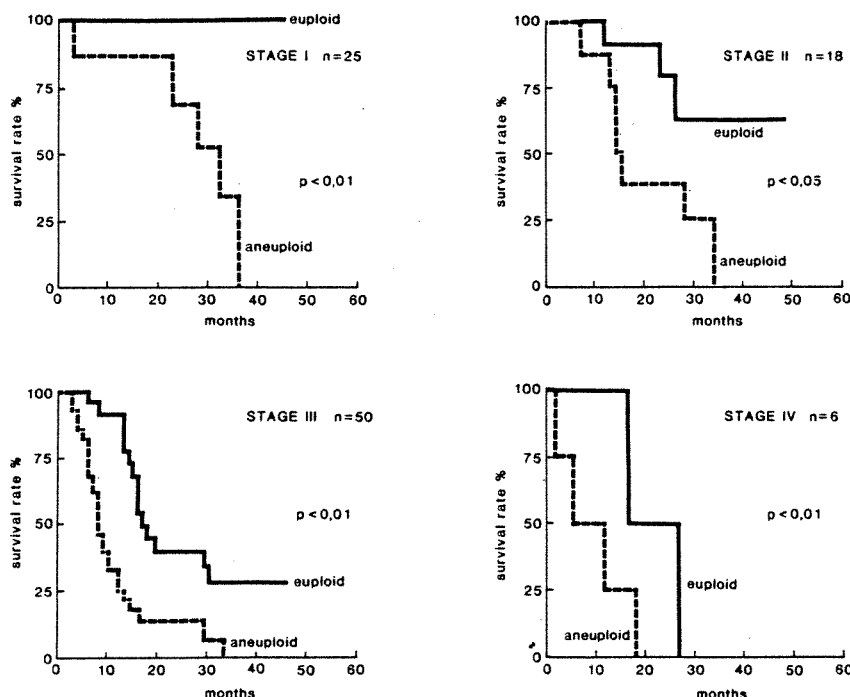 100
euploid
STAGE I n=25
75
survival rate %
50
p<0,01
25
aneuploid
0
0 10 20 30 40 50 60
months
100
STAGE II n=18
75
survival rate %
euploid
50
p<0,05
25
aneuploid
0
0 10 20 30 40 50 60
months
100
STAGE III n=50
75
survival rate %
50
p<0,01
euploid
25
aneuploid
0
0 10 20 30 40 50 60
months
100
STAGE IV n=6
75
survival rate %
50
p<0,01
25
euploid
aneuploid
0
0 10 20 30 40 50 60
months